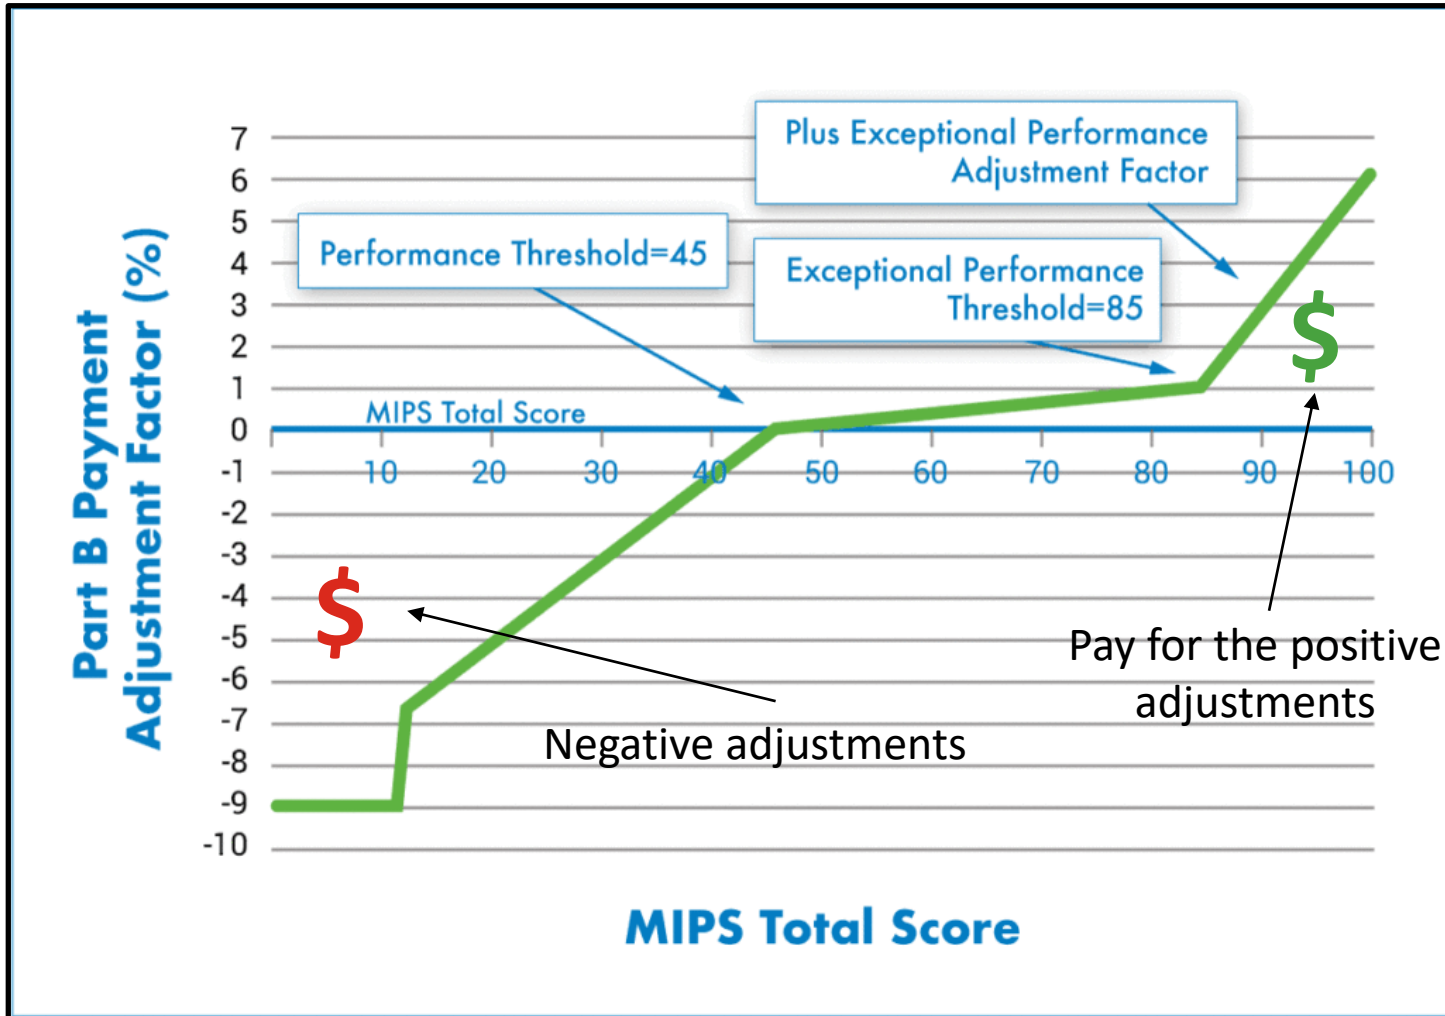 Plus Exceptional Performance
Adjustment Factor
Performance Threshold=45
Exceptional Performance
Threshold=85
Part B Payment
Adjustment Factor (%)
7
6
5
4
3
2
1
0
-1
-2
-3
-4
-5
-6
-7
-8
-9
-10
MIPS Total Score
10 20 30 40 50 60 70 80 90 100
$
$
Pay for the positive
adjustments
Negative adjustments
MIPS Total Score